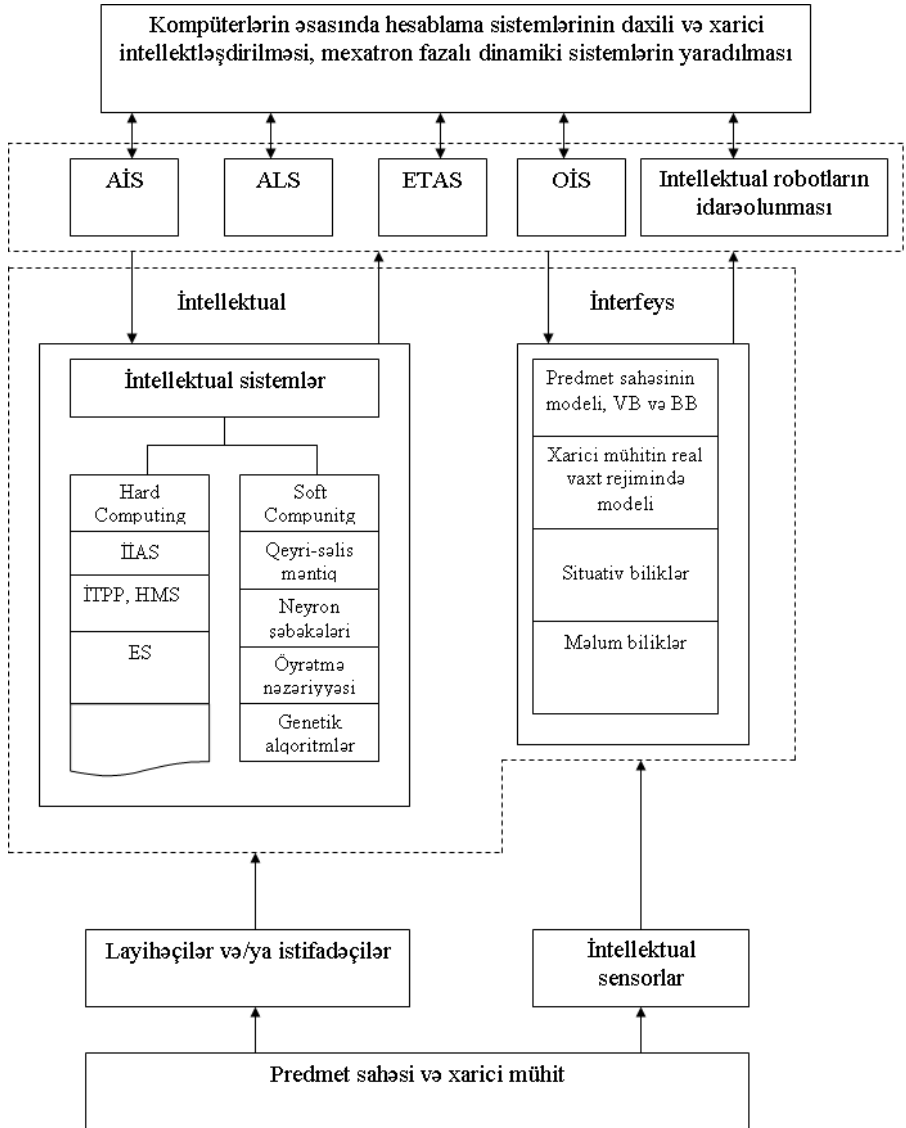 Kompüterlərin əsasında hesablama sistemlərinin daxili və xarici
intellektləşdirilməsi, mexatron fazalı dinamiki sistemlərin yaradılması
AİS
ALS
ETAS
OİS
Intellektual robotların
idarəolunması
İntellektual
İnterfeys
İntellektual sistemlər
Hard
Computing
İİAS
İTPP, HMS
ES
Soft
Compunitg
Qeyri-səlis
məntiq
Neyron
şəbəkələri
Öyrətmə
nəzəriyyəsi
Genetik
alqoritmlər
Predmet sahəsinin
modeli, VB və BB
Xarici mühitin real
vaxt rejimində
modeli
Situativ biliklər
Məlum biliklər
Layihəçilər və/ya istifadəçilər
İntellektual
sensorlar
Predmet sahəsi və xarici mühit